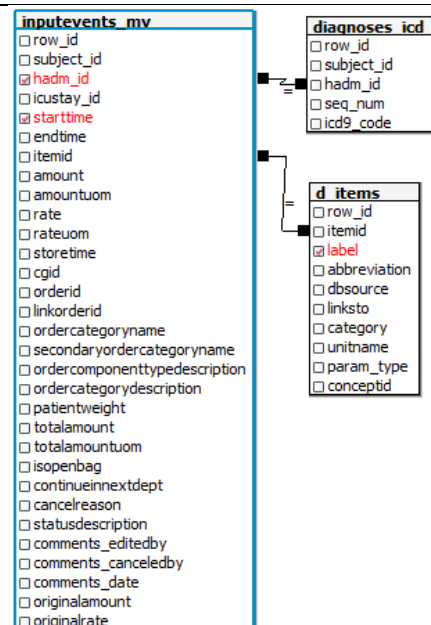 inputevents_mv
row_id
subject_id
hadm_id
icustay_id
starttime
endtime
itemid
amount
amountuom
rate
rateuom
storetime
cgid
orderid
linkorderid
ordercategoryname
secondaryordercategoryname
ordercomponenttypedescription
ordercategorydescription
patientweight
totalamount
totalamountuom
isopenbag
continueinnextdept
cancelreason
statusdescription
comments_editedby
comments_canceledby
comments_date
originalamount
originalrate
=
=
diagnoses_icd
row_id
subject_id
hadm_id
seq_num
icd9_code
d_items
row_id
itemid
label
abbreviation
dbsource
linksto
category
unitname
param_type
conceptid